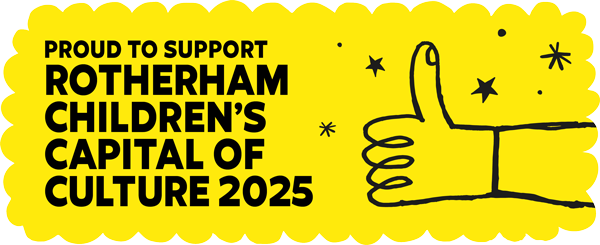 PROUD TO SUPPORT
ROTHERHAM
CHILDREN'S
CAPITAL OF
CULTURE 2025